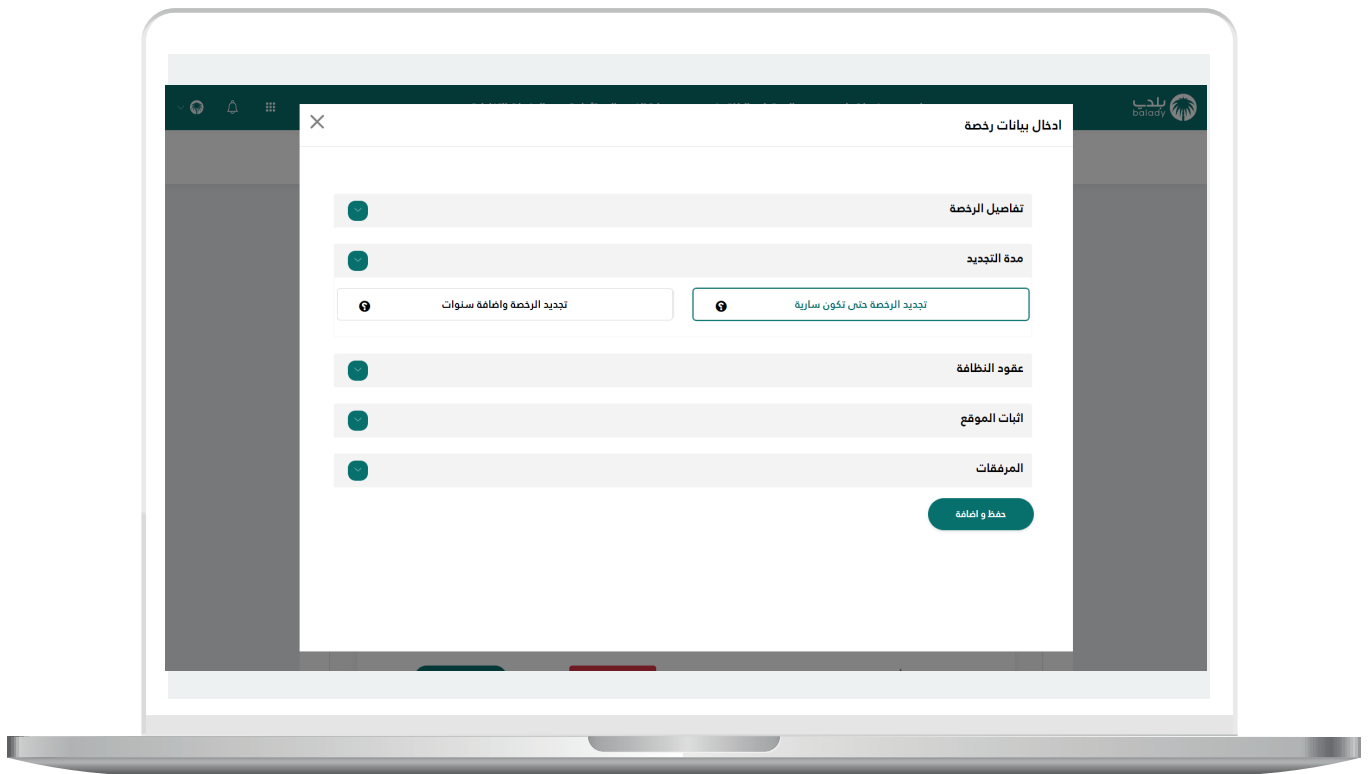 بلدي
balady
ادخال بيانات رخصة
تفاصيل الرخصة
مدة التجديد
تجديد الرخصة حتى تكون سارية
تجديد الرخصة واضافة سنوات
عقود النظافة
اثبات الموقع
المرفقات
حفظ و اضافة